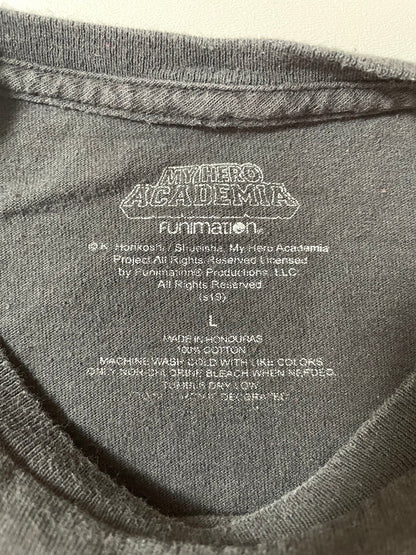 MY HERO
ACADEMIA
FUNIMATION®
© K. Horikoshi / Shueisha, My Hero Academia
Project All Rights Reserved Licensed
by Funimation® Productions, LLC
All Rights Reserved
(s19)
L
MADE IN HONDURAS
100% COTTON
MACHINE WASH COLD WITH LIKE COLORS
ONLY NON-CHLORINE BLEACH WHEN NEEDED.
TUMBLE DRY LOW
DECORATED